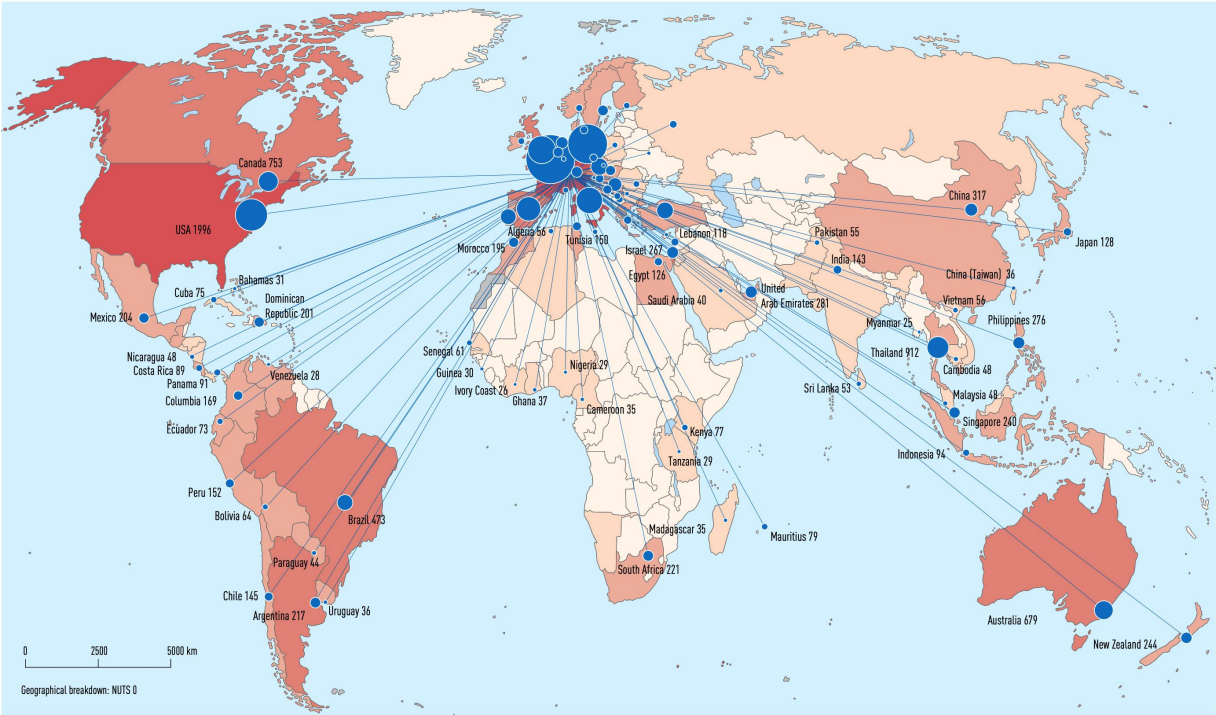 Canada 753
USA 1996
Bahamas 31
Cuba 75
Dominican
Republic 201
Mexico 204
Nicaragua 48
Costa Rica 89
Panama 91
Venezuela 28
Columbia 169
Ecuador 73
Peru 152
Bolivia 64
Brazil 473
Paraguay 44
Chile 145
Argentina 217
Uruguay 36
Algeria 56
Tunisia 160
Morocco 195
Senegal 61
Guinea 30
Ivory Coast 26
Ghana 37
Nigeria 29
Cameroon 35
Kenya 77
Tanzania 29
Madagascar 35
Mauritius 79
South Africa 221
Lebanon 118
Israel 267
Egypt 126
Saudi Arabia 40
United
Arab Emirates 281
Pakistan 55
India 143
China 317
Japan 128
China (Taiwan) 36
Vietnam 56
Philippines 276
Myanmar 25
Thailand 912
Cambodia 48
Sri Lanka 53
Malaysia 48
Singapore 240
Indonesia 94
Australia 679
New Zealand 244
0 2500 5000 km
Geographical breakdown: NUTS 0